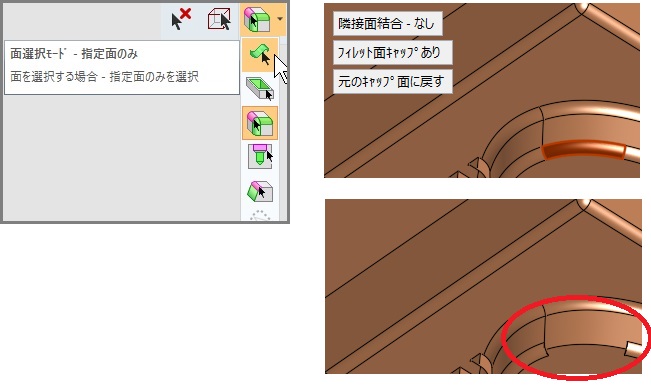 面選択ﾓｰﾄﾞ - 指定面のみ
面を選択する場合 - 指定面のみを選択
隣接面結合 - なし
ﾌｨﾚｯﾄ面ｷｬｯﾌﾟあり
元のｷｬｯﾌﾟ面に戻す